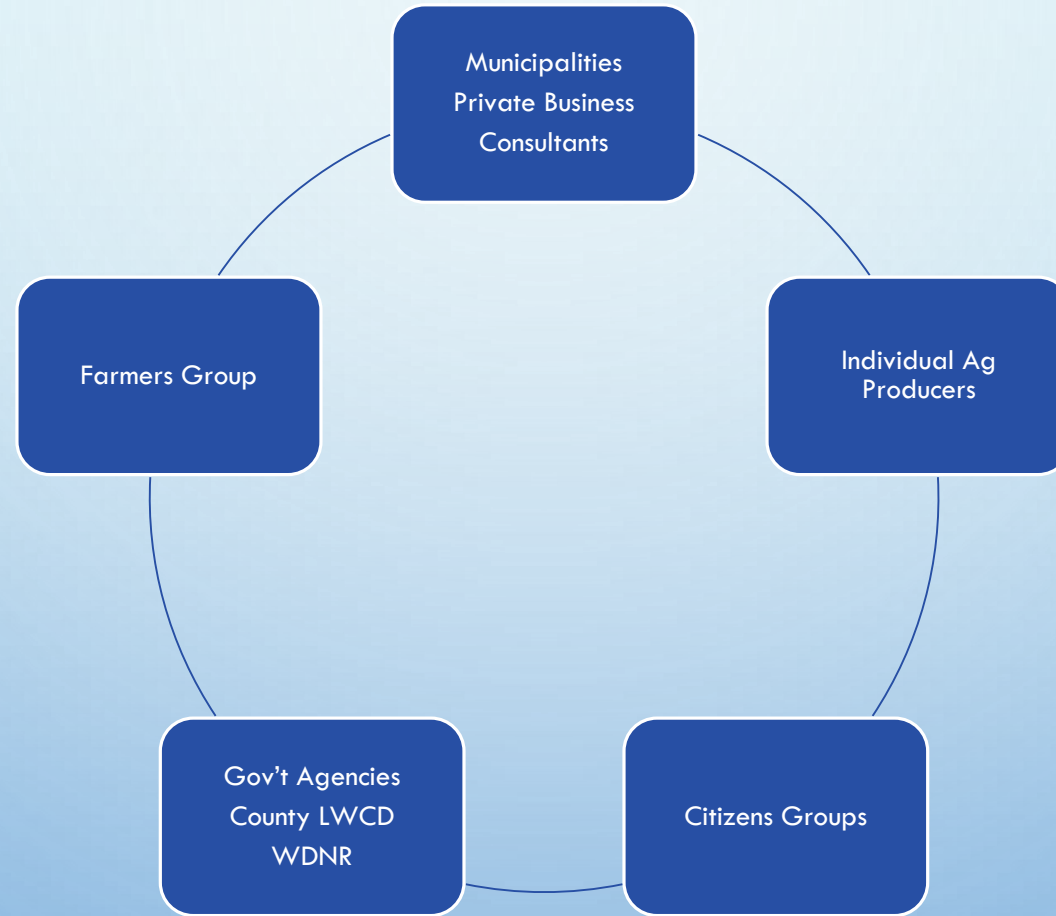 Municipalities
Private Business
Consultants
Farmers Group
Individual Ag
Producers
Gov’t Agencies
County LWCD
WDNR
Citizens Groups